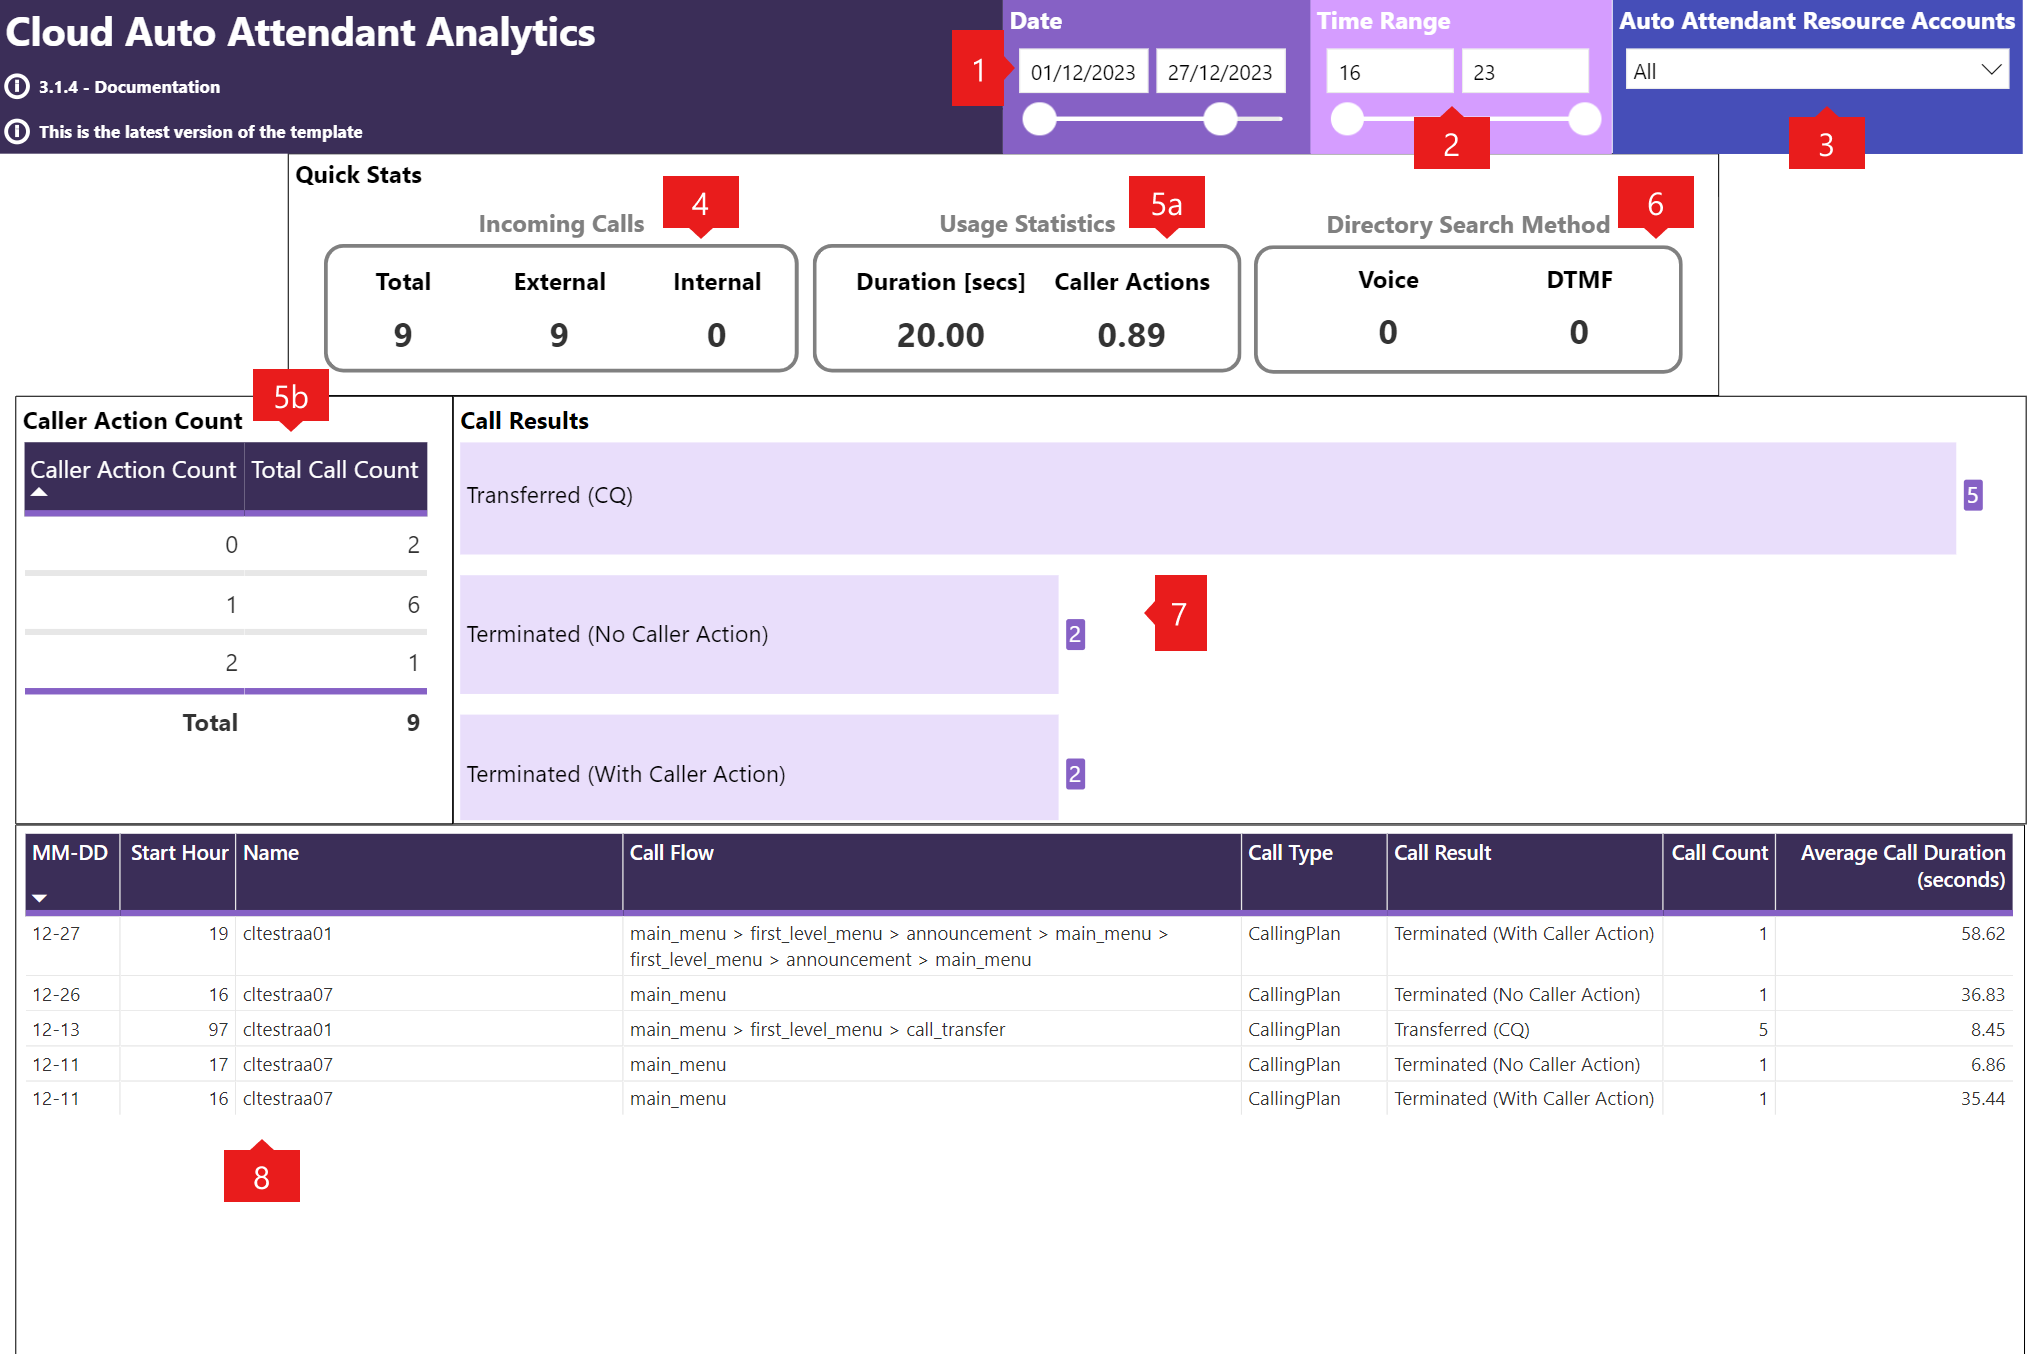 Cloud Auto Attendant Analytics
3.1.4 - Documentation
This is the latest version of the template
1
Date
01/12/2023 27/12/2023
Time Range
16 23
2
Auto Attendant Resource Accounts
All
3
Quick Stats
Incoming Calls
4
Total External Internal
9 9 0
Usage Statistics
5a
Duration [secs] Caller Actions
20.00 0.89
Directory Search Method
6
Voice DTMF
0 0
Caller Action Count
5b
Caller Action Count Total Call Count
0 2
1 6
2 1
Total 9
Call Results
Transferred (CQ) 5
Terminated (No Caller Action) 2
7
Terminated (With Caller Action) 2
MM-DD Start Hour Name Call Flow Call Type Call Result Call Count Average Call Duration
(seconds)
12-27 19 cltestraa01 main_menu > first_level_menu > announcement > main_menu > CallingPlan Terminated (With Caller Action) 1 58.62
first_level_menu > announcement > main_menu
12-26 16 cltestraa07 main_menu CallingPlan Terminated (No Caller Action) 1 36.83
12-13 97 cltestraa01 main_menu > first_level_menu > call_transfer CallingPlan Transferred (CQ) 5 8.45
12-11 17 cltestraa07 main_menu CallingPlan Terminated (No Caller Action) 1 6.86
12-11 16 cltestraa07 main_menu CallingPlan Terminated (With Caller Action) 1 35.44
8